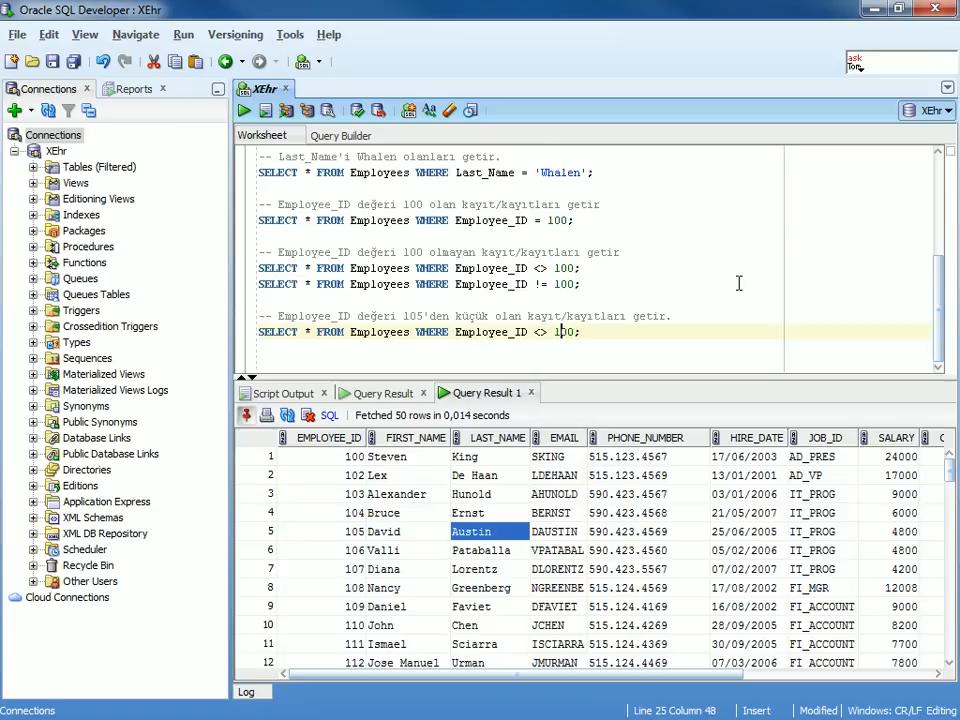 Oracle SQL Developer : XEhr
File Edit View Navigate Run Versioning Tools Help
ask Tom
Connections Reports
XEhr
XEhr
Worksheet Query Builder
Connections
XEhr
Tables (Filtered)
Views
Editioning Views
Indexes
Packages
Procedures
Functions
Queues
Queues Tables
Triggers
Crossedition Triggers
Types
Sequences
Materialized Views
Materialized Views Logs
Synonyms
Public Synonyms
Database Links
Public Database Links
Directories
Editions
Application Express
XML Schemas
XML DB Repository
Scheduler
Recycle Bin
Other Users
Cloud Connections
-- Last_Name'i Whalen olanları getir.
SELECT * FROM Employees WHERE Last_Name = 'Whalen';
-- Employee_ID değeri 100 olan kayıt/kayıtları getir
SELECT * FROM Employees WHERE Employee_ID = 100;
-- Employee_ID değeri 100 olmayan kayıt/kayıtları getir
SELECT * FROM Employees WHERE Employee_ID <> 100;
SELECT * FROM Employees WHERE Employee_ID != 100;
-- Employee_ID değeri 105'den küçük olan kayıt/kayıtları getir.
SELECT * FROM Employees WHERE Employee_ID <> 100;
Script Output Query Result Query Result 1
SQL Fetched 50 rows in 0,014 seconds
EMPLOYEE_ID FIRST_NAME LAST_NAME EMAIL PHONE_NUMBER HIRE_DATE JOB_ID SALARY C
1 100 Steven King SKING 515.123.4567 17/06/2003 AD_PRES 24000
2 102 Lex De Haan LDEHAAN 515.123.4569 13/01/2001 AD_VP 17000
3 103 Alexander Hunold AHUNOLD 590.423.4567 03/01/2006 IT_PROG 9000
4 104 Bruce Ernst BERNST 590.423.4568 21/05/2007 IT_PROG 6000
5 105 David Austin DAUSTIN 590.423.4569 25/06/2005 IT_PROG 4800
6 106 Valli Pataballa VPATABAL 590.423.4560 05/02/2006 IT_PROG 4800
7 107 Diana Lorentz DLORENTZ 590.423.5567 07/02/2007 IT_PROG 4200
8 108 Nancy Greenberg NGREENBE 515.124.4569 17/08/2002 FI_MGR 12008
9 109 Daniel Faviet DFAVIET 515.124.4169 16/08/2002 FI_ACCOUNT 9000
10 110 John Chen JCHEN 515.124.4269 28/09/2005 FI_ACCOUNT 8200
11 111 Ismael Sciarra ISCIARRA 515.124.4369 30/09/2005 FI_ACCOUNT 7700
12 112 Jose Manuel Urman JMURMAN 515.124.4469 07/03/2006 FI_ACCOUNT 7800
Log
Connections Line 25 Column 48 Insert Modified Windows: CR/LF Editing